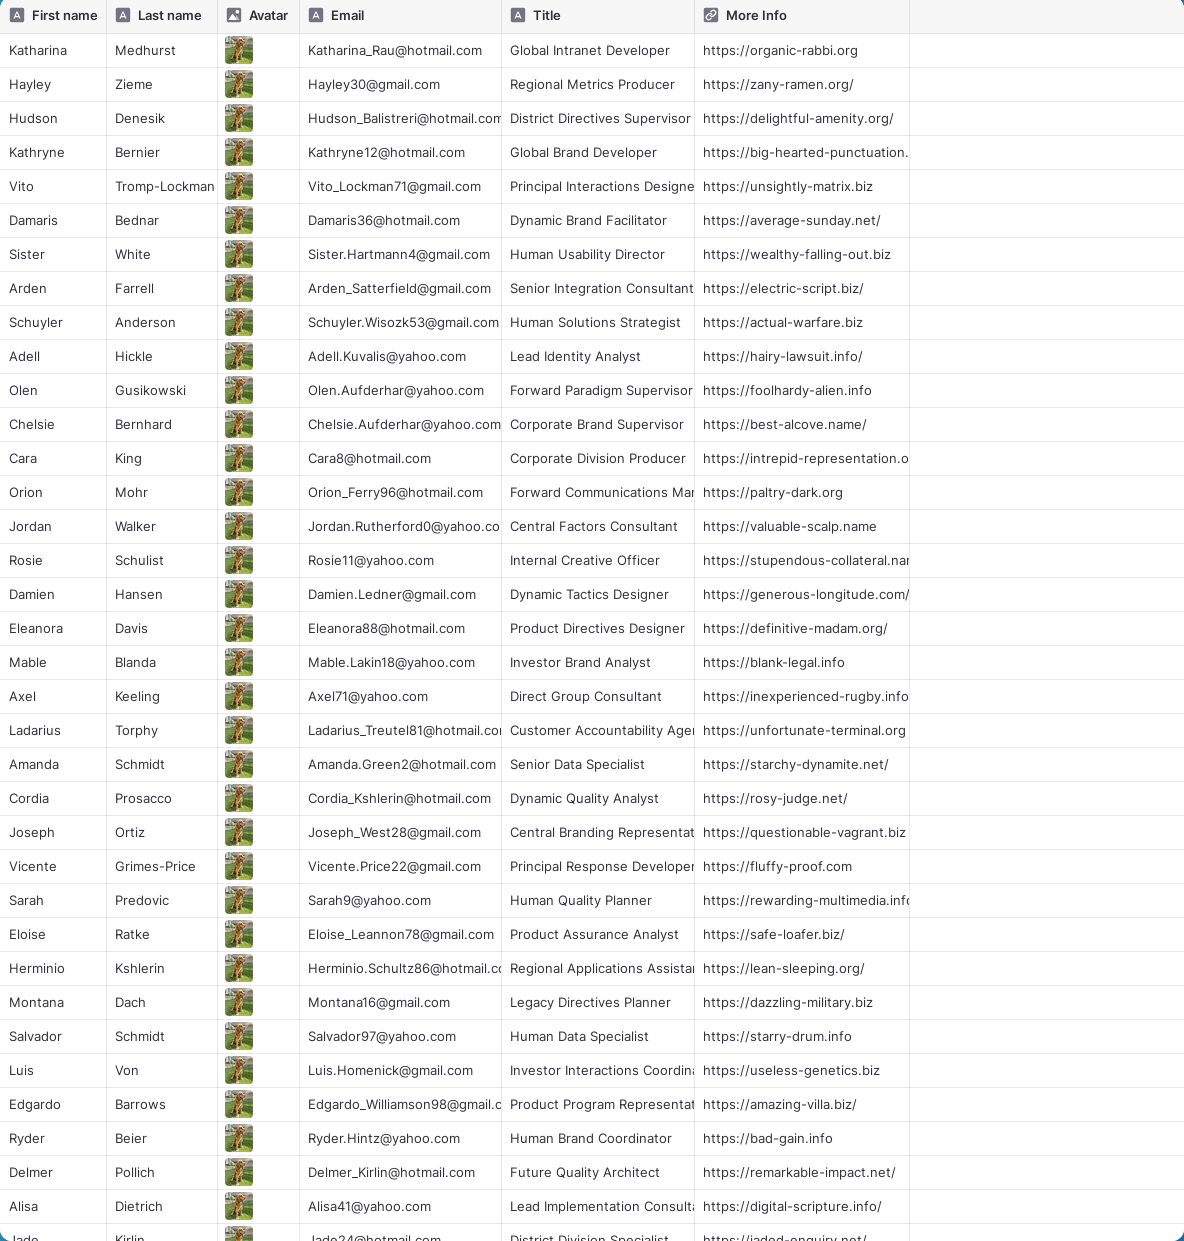 First name Last name Avatar Email Title More Info
Katharina Medhurst Katharina_Rau@hotmail.com Global Intranet Developer https://organic-rabbi.org
Hayley Zieme Hayley30@gmail.com Regional Metrics Producer https://zany-ramen.org/
Hudson Denesik Hudson_Balistreri@hotmail.com District Directives Supervisor https://delightful-amenity.org/
Kathryne Bernier Kathryne12@hotmail.com Global Brand Developer https://big-hearted-punctuation.
Vito Tromp-Lockman Vito_Lockman71@gmail.com Principal Interactions Designe https://unsightly-matrix.biz
Damaris Bednar Damaris36@hotmail.com Dynamic Brand Facilitator https://average-sunday.net/
Sister White Sister.Hartmann4@gmail.com Human Usability Director https://wealthy-falling-out.biz
Arden Farrell Arden_Satterfield@gmail.com Senior Integration Consultant https://electric-script.biz/
Schuyler Anderson Schuyler.Wisozk53@gmail.com Human Solutions Strategist https://actual-warfare.biz
Adell Hickle Adell.Kuvalis@yahoo.com Lead Identity Analyst https://hairy-lawsuit.info/
Olen Gusikowski Olen.Aufderhar@yahoo.com Forward Paradigm Supervisor https://foolhardy-alien.info
Chelsie Bernhard Chelsie.Aufderhar@yahoo.com Corporate Brand Supervisor https://best-alcove.name/
Cara King Cara8@hotmail.com Corporate Division Producer https://intrepid-representation.o
Orion Mohr Orion_Ferry96@hotmail.com Forward Communications Mar https://paltry-dark.org
Jordan Walker Jordan.Rutherford0@yahoo.co Central Factors Consultant https://valuable-scalp.name
Rosie Schulist Rosie11@yahoo.com Internal Creative Officer https://stupendous-collateral.nar
Damien Hansen Damien.Ledner@gmail.com Dynamic Tactics Designer https://generous-longitude.com/
Eleanora Davis Eleanora88@hotmail.com Product Directives Designer https://definitive-madam.org/
Mable Blanda Mable.Lakin18@yahoo.com Investor Brand Analyst https://blank-legal.info
Axel Keeling Axel71@yahoo.com Direct Group Consultant https://inexperienced-rugby.info
Ladarius Torphy Ladarius_Treutel81@hotmail.cor Customer Accountability Ager https://unfortunate-terminal.org
Amanda Schmidt Amanda.Green2@hotmail.com Senior Data Specialist https://starchy-dynamite.net/
Cordia Prosacco Cordia_Kshlerin@hotmail.com Dynamic Quality Analyst https://rosy-judge.net/
Joseph Ortiz Joseph_West28@gmail.com Central Branding Representat https://questionable-vagrant.biz
Vicente Grimes-Price Vicente.Price22@gmail.com Principal Response Developer https://fluffy-proof.com
Sarah Predovic Sarah9@yahoo.com Human Quality Planner https://rewarding-multimedia.info
Eloise Ratke Eloise_Leannon78@gmail.com Product Assurance Analyst https://safe-loafer.biz/
Herminio Kshlerin Herminio.Schultz86@hotmail.co Regional Applications Assistar https://lean-sleeping.org/
Montana Dach Montana16@gmail.com Legacy Directives Planner https://dazzling-military.biz
Salvador Schmidt Salvador97@yahoo.com Human Data Specialist https://starry-drum.info
Luis Von Luis.Homenick@gmail.com Investor Interactions Coordina https://useless-genetics.biz
Edgardo Barrows Edgardo_Williamson98@gmail.c Product Program Representat https://amazing-villa.biz/
Ryder Beier Ryder.Hintz@yahoo.com Human Brand Coordinator https://bad-gain.info
Delmer Pollich Delmer_Kirlin@hotmail.com Future Quality Architect https://remarkable-impact.net/
Alisa Dietrich Alisa41@yahoo.com Lead Implementation Consulta https://digital-scripture.info/
Jade Kirlin Jade24@hotmail.com District Division Specialist https://jaded-enquiry.net/